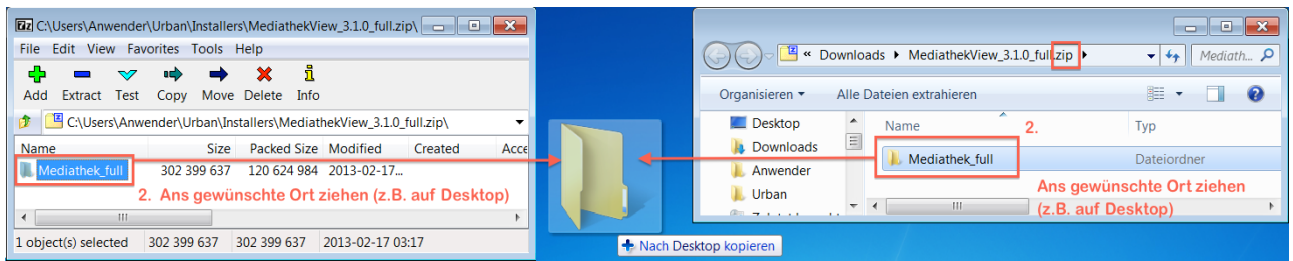 7z C:\Users\Anwender\Urban\Installers\MediathekView_3.1.0_full.zip\
File Edit View Favorites Tools Help
Add Extract Test Copy Move Delete Info
C:\Users\Anwender\Urban\Installers\MediathekView_3.1.0_full.zip\
Name Size Packed Size Modified Created Acce
Mediathek_full 302 399 637 120 624 984 2013-02-17...
2. Ans gewünschte Ort ziehen (z.B. auf Desktop)
1 object(s) selected 302 399 637 302 399 637 2013-02-17 03:17
Nach Desktop kopieren
« Downloads MediathekView_3.1.0_full.zip Mediath...
Organisieren Alle Dateien extrahieren
Desktop
Downloads
Anwender
Urban
Name 2. Typ
Mediathek_full Dateiordner
Ans gewünschte Ort ziehen
(z.B. auf Desktop)